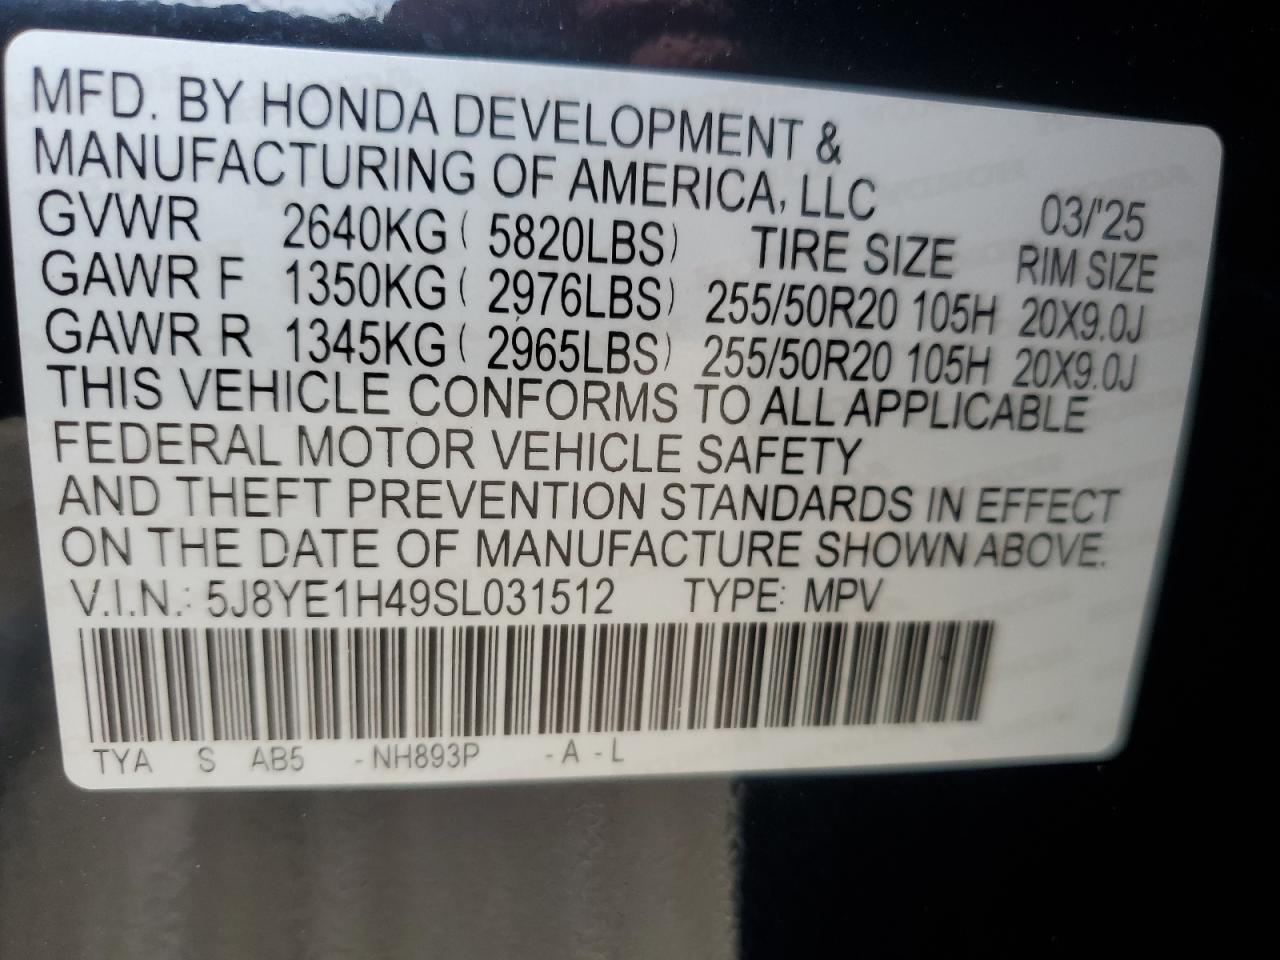 MFD. BY HONDA DEVELOPMENT &
MANUFACTURING OF AMERICA, LLC 03/'25
GVWR 2640KG ( 5820LBS) TIRE SIZE RIM SIZE
GAWR F 1350KG ( 2976LBS) 255/50R20 105H 20X9.0J
GAWR R 1345KG ( 2965LBS) 255/50R20 105H 20X9.0J
THIS VEHICLE CONFORMS TO ALL APPLICABLE
FEDERAL MOTOR VEHICLE SAFETY
AND THEFT PREVENTION STANDARDS IN EFFECT
ON THE DATE OF MANUFACTURE SHOWN ABOVE.
V.I.N.: 5J8YE1H49SL031512 TYPE: MPV
TYA S AB5 -NH893P -A -L